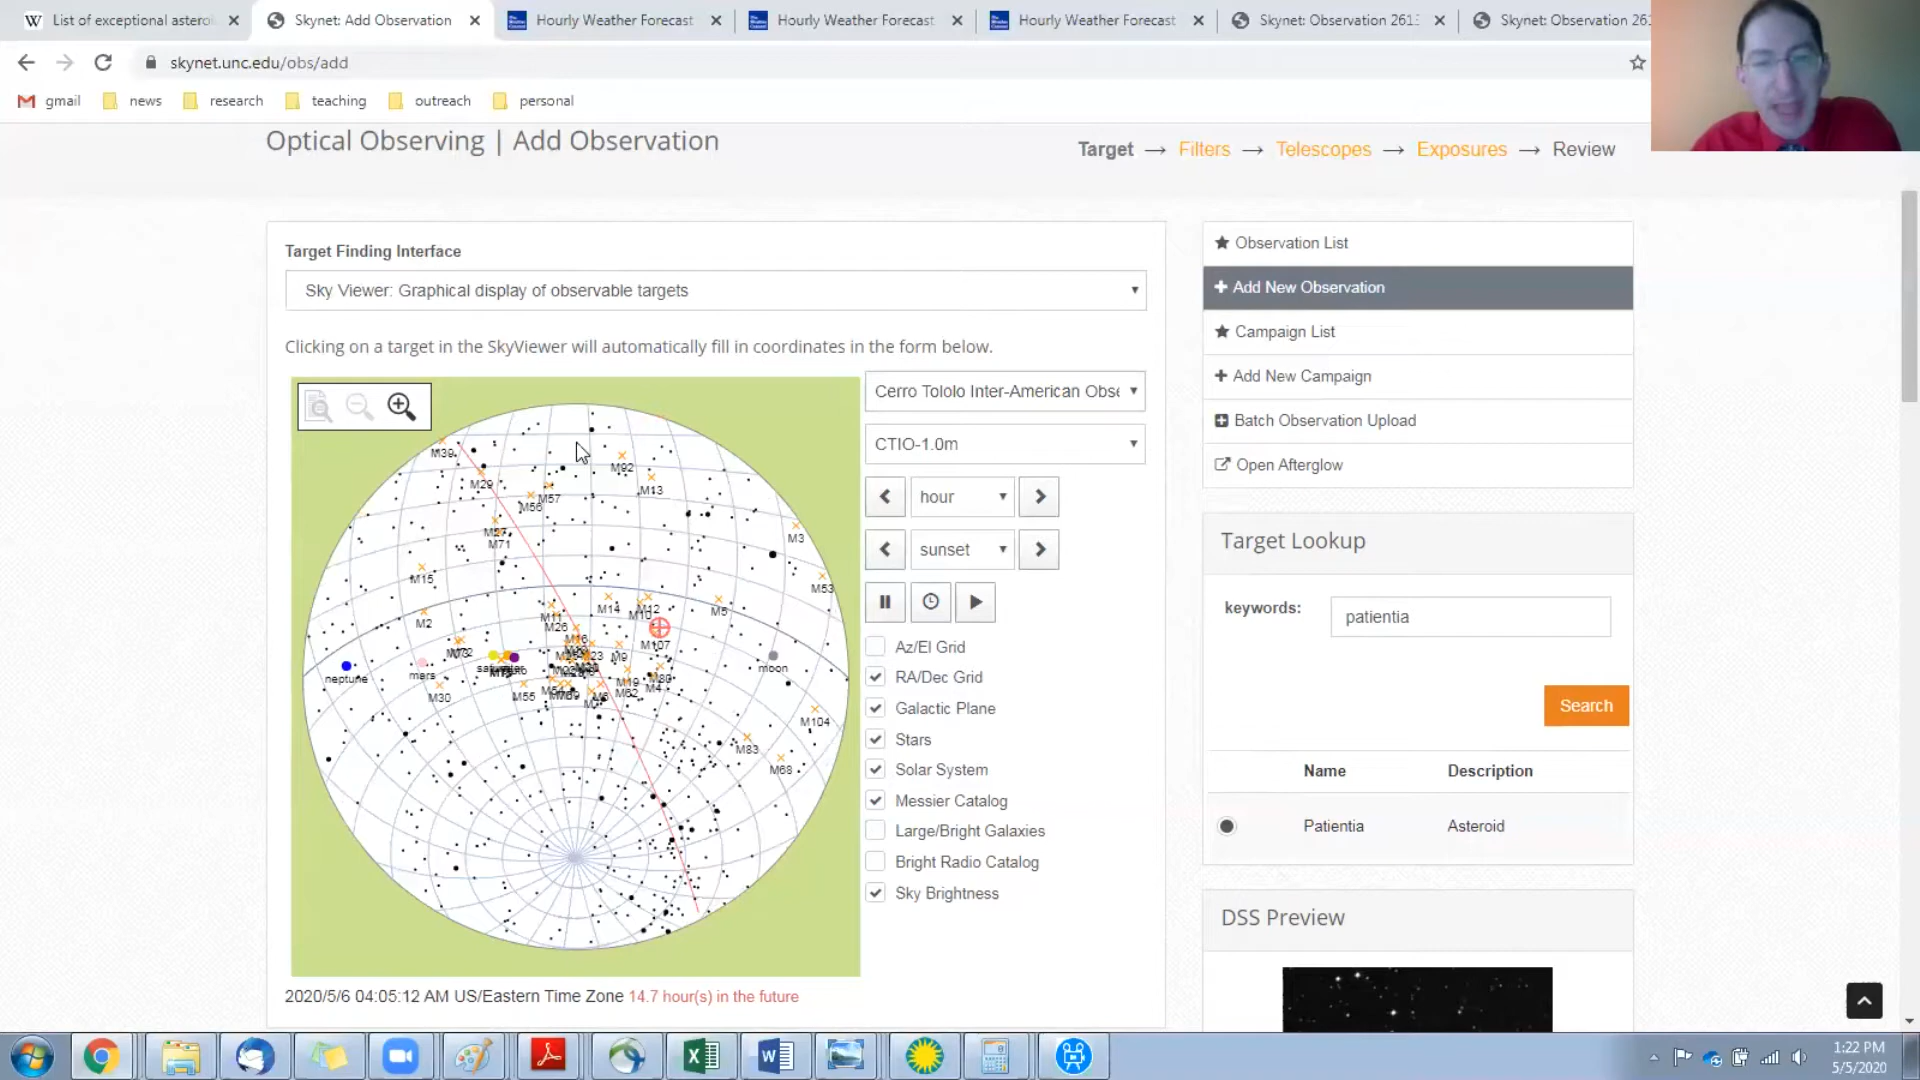 List of exceptional asteroi
Skynet: Add Observation
Hourly Weather Forecast
Hourly Weather Forecast
Hourly Weather Forecast
Skynet: Observation 261
Skynet: Observation 261
skynet.unc.edu/obs/add
gmail
news
research
teaching
outreach
personal
Optical Observing | Add Observation
Target → Filters → Telescopes → Exposures → Review
Target Finding Interface
Sky Viewer: Graphical display of observable targets
Clicking on a target in the SkyViewer will automatically fill in coordinates in the form below.
Cerro Tololo Inter-American Obse
CTIO-1.0m
hour
sunset
Az/El Grid
RA/Dec Grid
Galactic Plane
Stars
Solar System
Messier Catalog
Large/Bright Galaxies
Bright Radio Catalog
Sky Brightness
M39
M92
M29
M13
M57
M56
M3
M71
M15
M53
M14
M12
M5
M10
M11
M2
M26
M107
M9
moon
neptune
mars
M30
M55
M19
M80
M4
M62
M104
M83
M68
2020/5/6 04:05:12 AM US/Eastern Time Zone 14.7 hour(s) in the future
Observation List
Add New Observation
Campaign List
Add New Campaign
Batch Observation Upload
Open Afterglow
Target Lookup
keywords:
patientia
Search
Name Description
Patientia Asteroid
DSS Preview
1:22 PM
5/5/2020